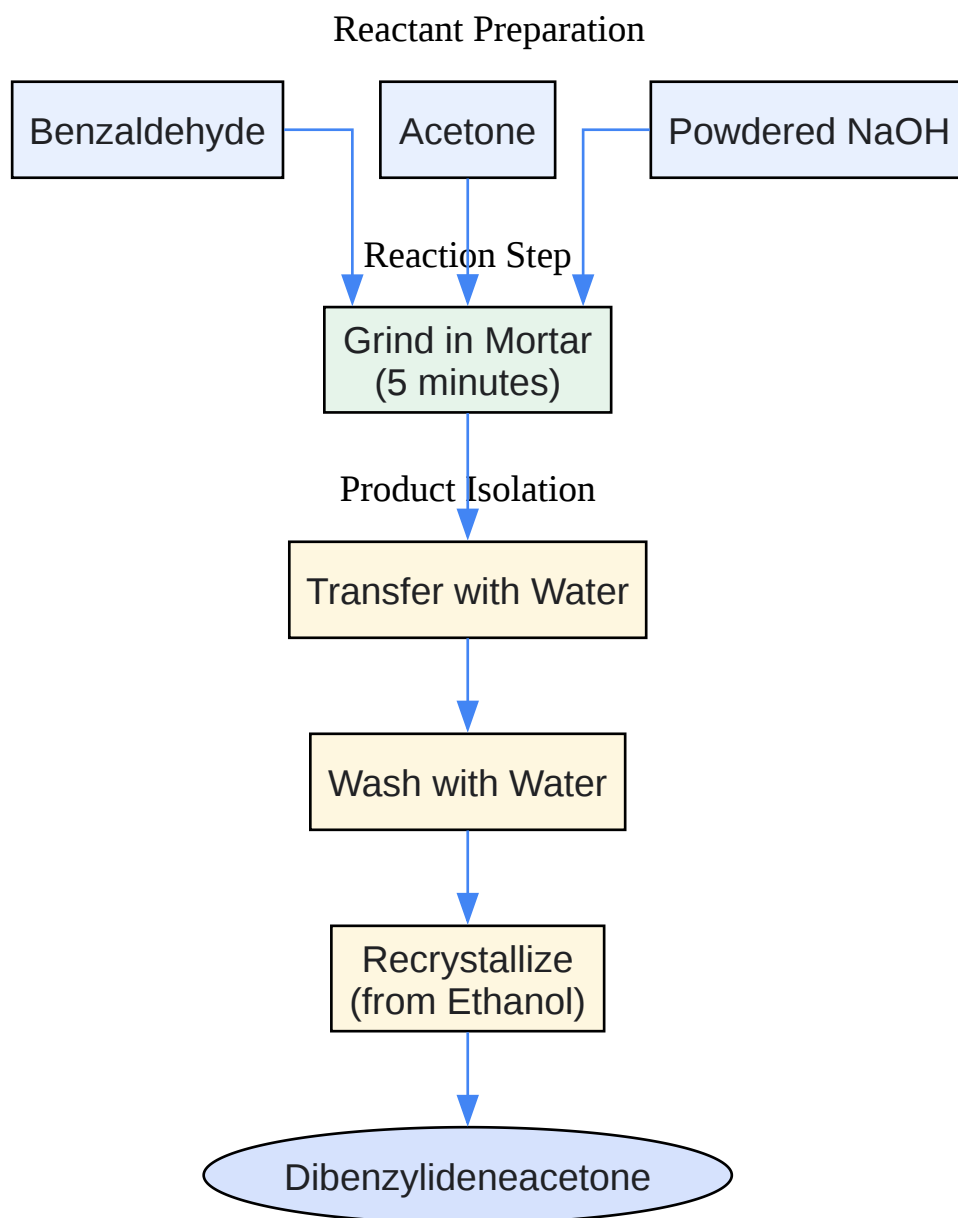 Reactant Preparation
Benzaldehyde
Acetone
Powdered NaOH
Reaction Step
Grind in Mortar
(5 minutes)
Product Isolation
Transfer with Water
Wash with Water
Recrystallize
(from Ethanol)
Dibenzylideneacetone